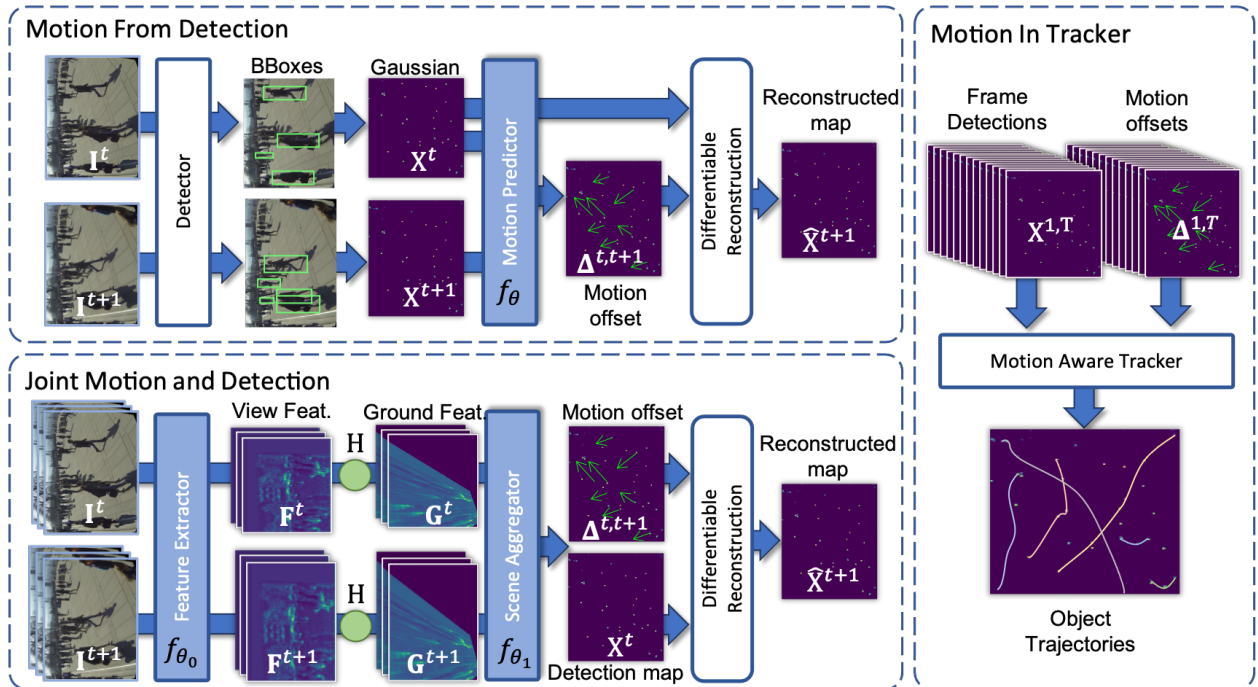 Motion From Detection
BBoxes
Gaussian
I^t
X^t
Detector
Motion Predictor
f_θ
I^{t+1}
X^{t+1}
Δ^{t,t+1}
Motion
offset
Differentiable
Reconstruction
Reconstructed
map
X̂^{t+1}
Joint Motion and Detection
View Feat.
Ground Feat.
Motion offset
I^t
Feature Extractor
f_{θ_0}
F^t
H
G^t
Scene Aggregator
f_{θ_1}
Δ^{t,t+1}
I^{t+1}
F^{t+1}
H
G^{t+1}
X^t
Detection map
Differentiable
Reconstruction
Reconstructed
map
X̂^{t+1}
Motion In Tracker
Frame
Detections
Motion
offsets
X^{1,T}
Δ^{1,T}
Motion Aware Tracker
Object
Trajectories